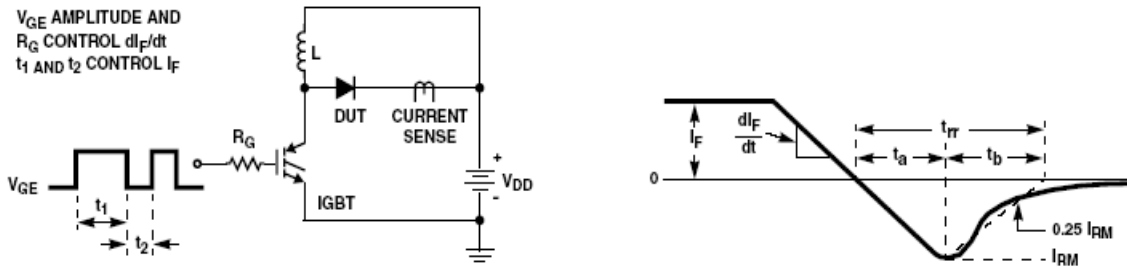 VGE AMPLITUDE AND
RG CONTROL dIF/dt
t1 AND t2 CONTROL IF
L
DUT
CURRENT
SENSE
RG
+
VDD
-
IGBT
VGE
t1
t2
IF
dIF
dt
trr
ta
tb
0
0.25 IRM
IRM